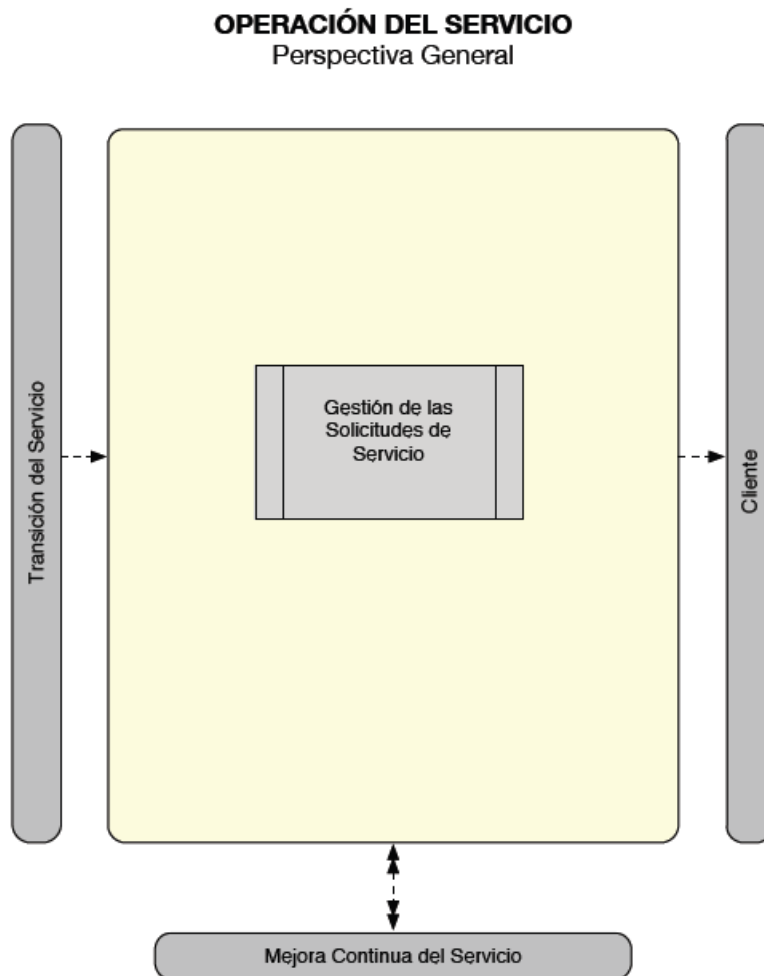 OPERACIÓN DEL SERVICIO
Perspectiva General
Transición del Servicio
Gestión de las
Solicitudes de
Servicio
Cliente
Mejora Continua del Servicio